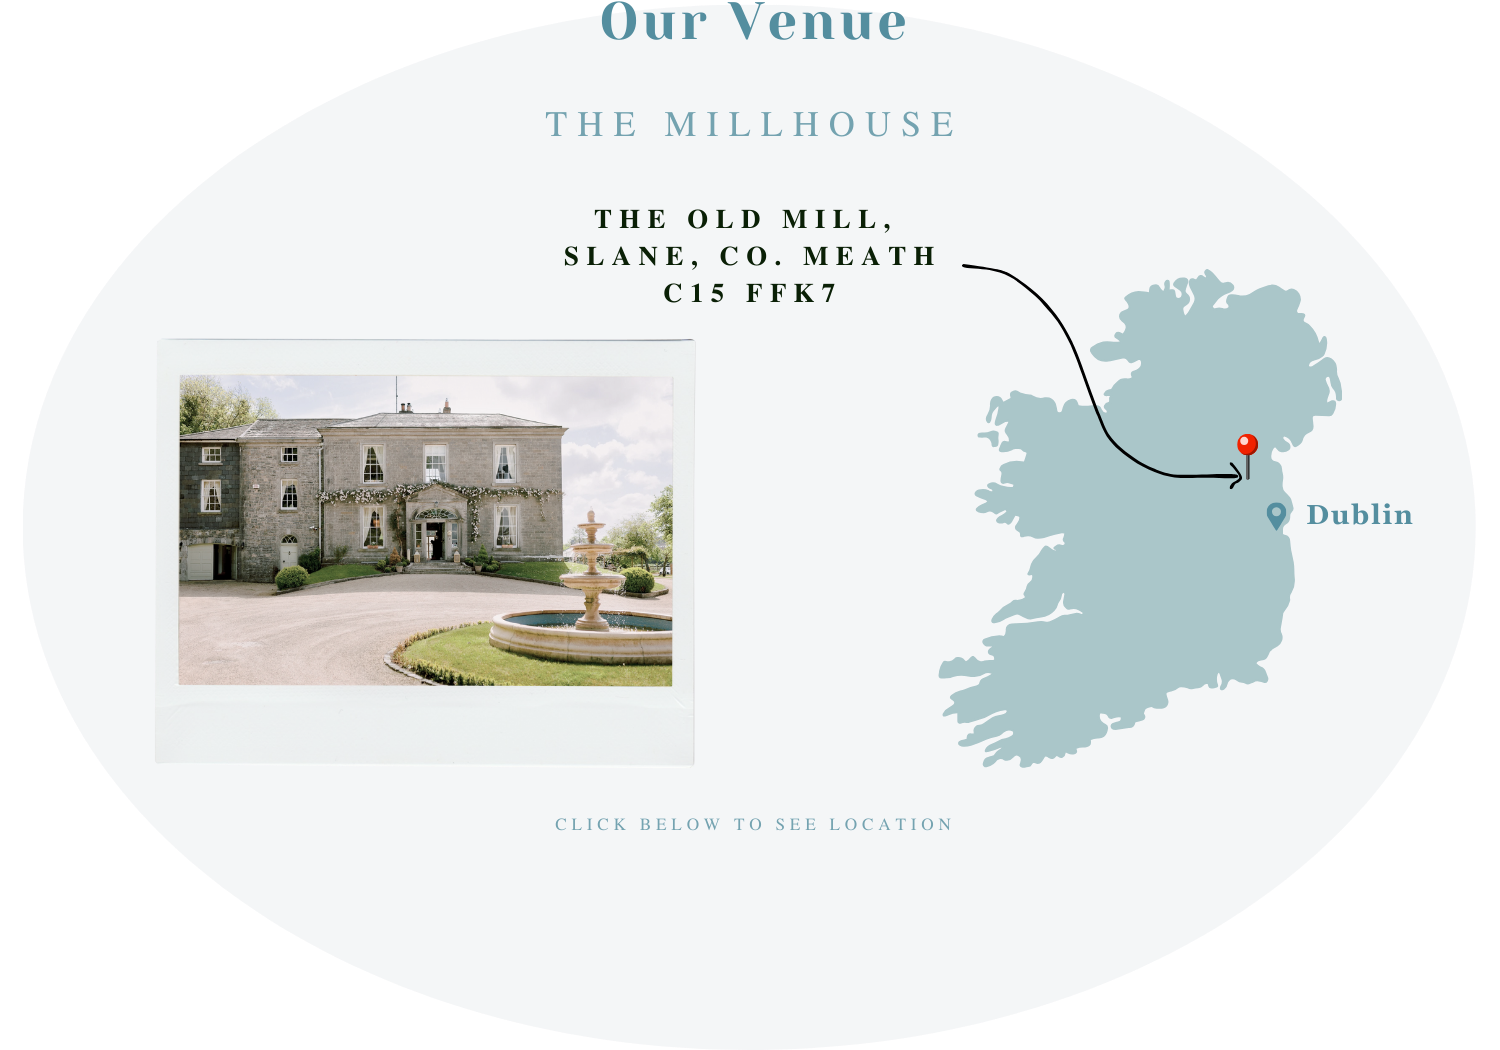 Our Venue
THE MILLHOUSE
THE OLD MILL,
SLANE, CO. MEATH
C15 FFK7
Dublin
CLICK BELOW TO SEE LOCATION